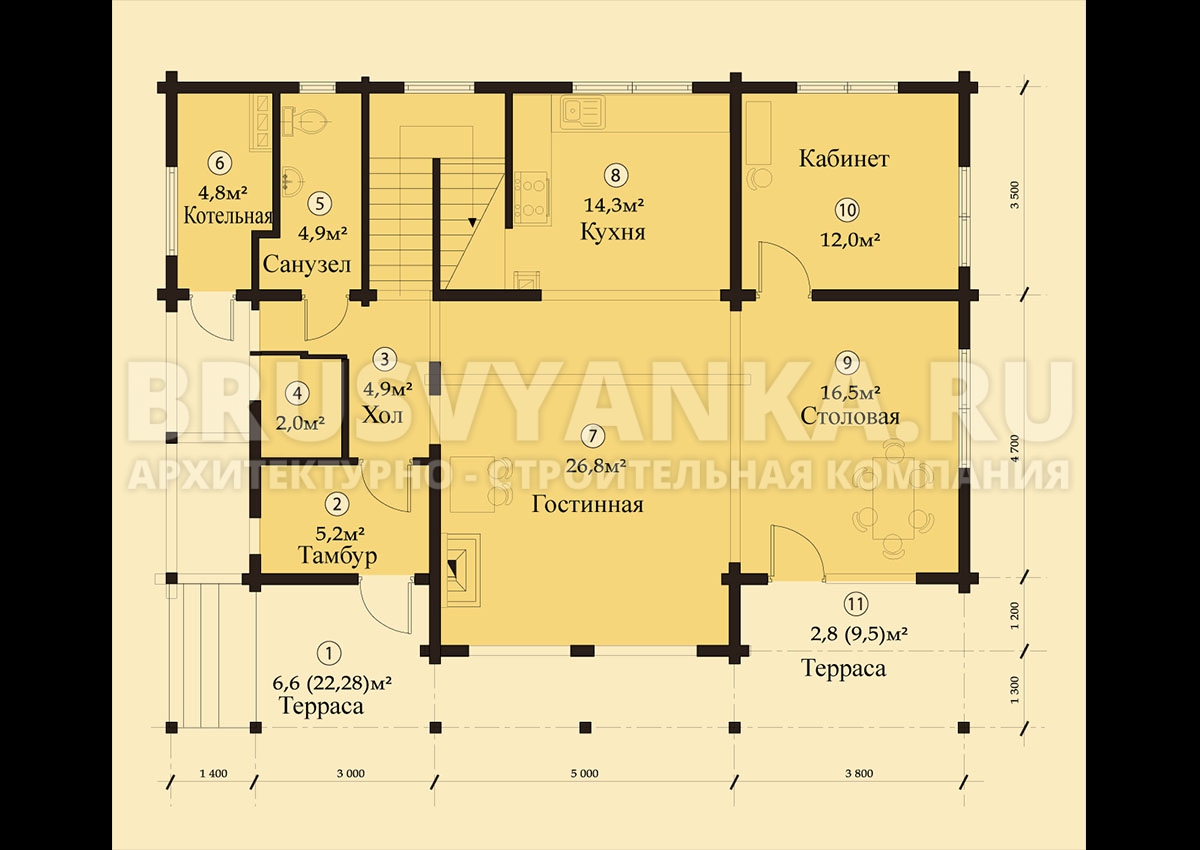 6
4,8м²
Котельная
5
4,9м²
Санузел
8
14,3м²
Кухня
Кабинет
10
12,0м²
3 500
3
4,9м²
Хол
4
2,0м²
9
16,5м²
Столовая
BRUSVYANKA.RU
АРХИТЕКТУРНО - СТРОИТЕЛЬНАЯ КОМПАНИЯ
7
26,8м²
Гостинная
4 700
2
5,2м²
Тамбур
11
2,8 (9,5)м²
Терраса
1 200
1
6,6 (22,28)м²
Терраса
1 300
1 400
3 000
5 000
3 800